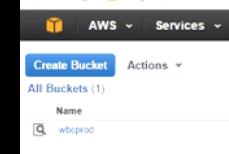 AWS Services
Create Bucket Actions
All Buckets (1)
Name
wbcprod